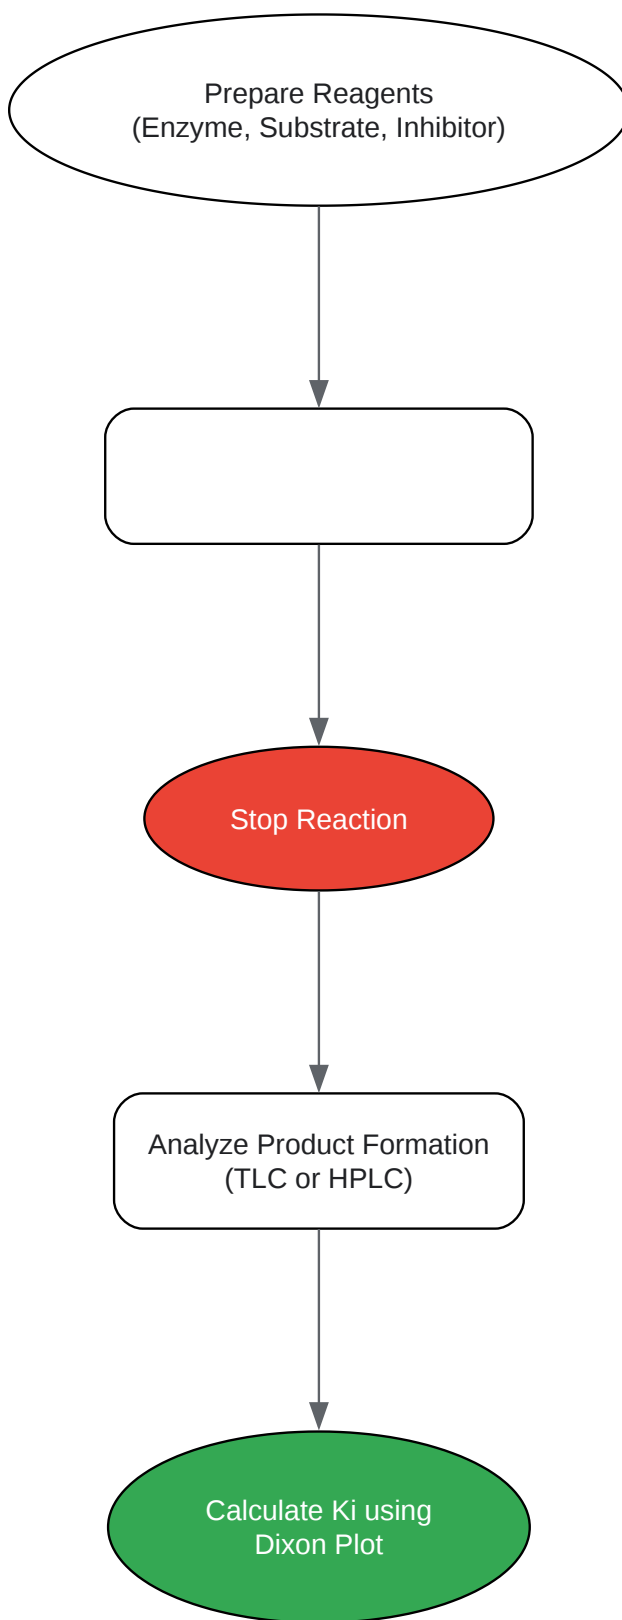 Prepare Reagents
(Enzyme, Substrate, Inhibitor)
Stop Reaction
Analyze Product Formation
(TLC or HPLC)
Calculate Ki using
Dixon Plot